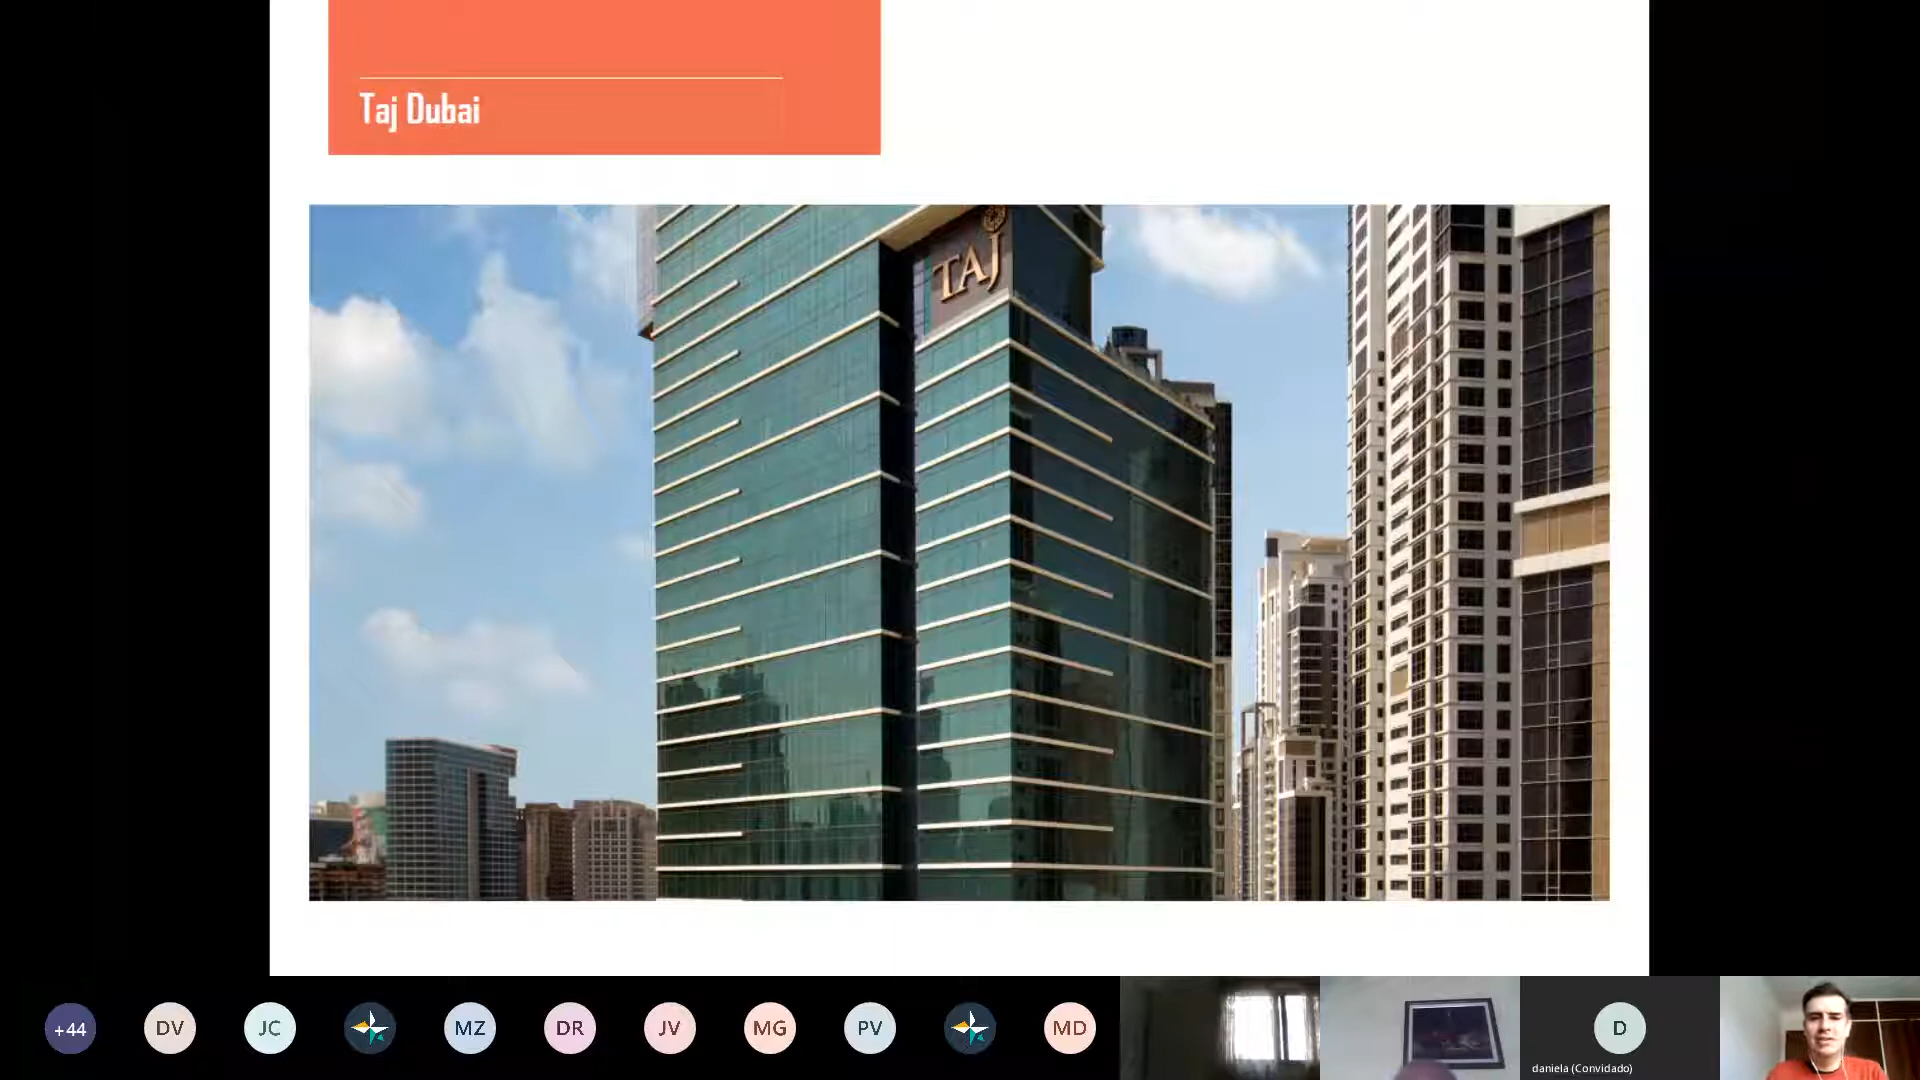 Taj Dubai
TAJ
+44
DV
JC
MZ
DR
JV
MG
PV
MD
D
daniela (Convidado)